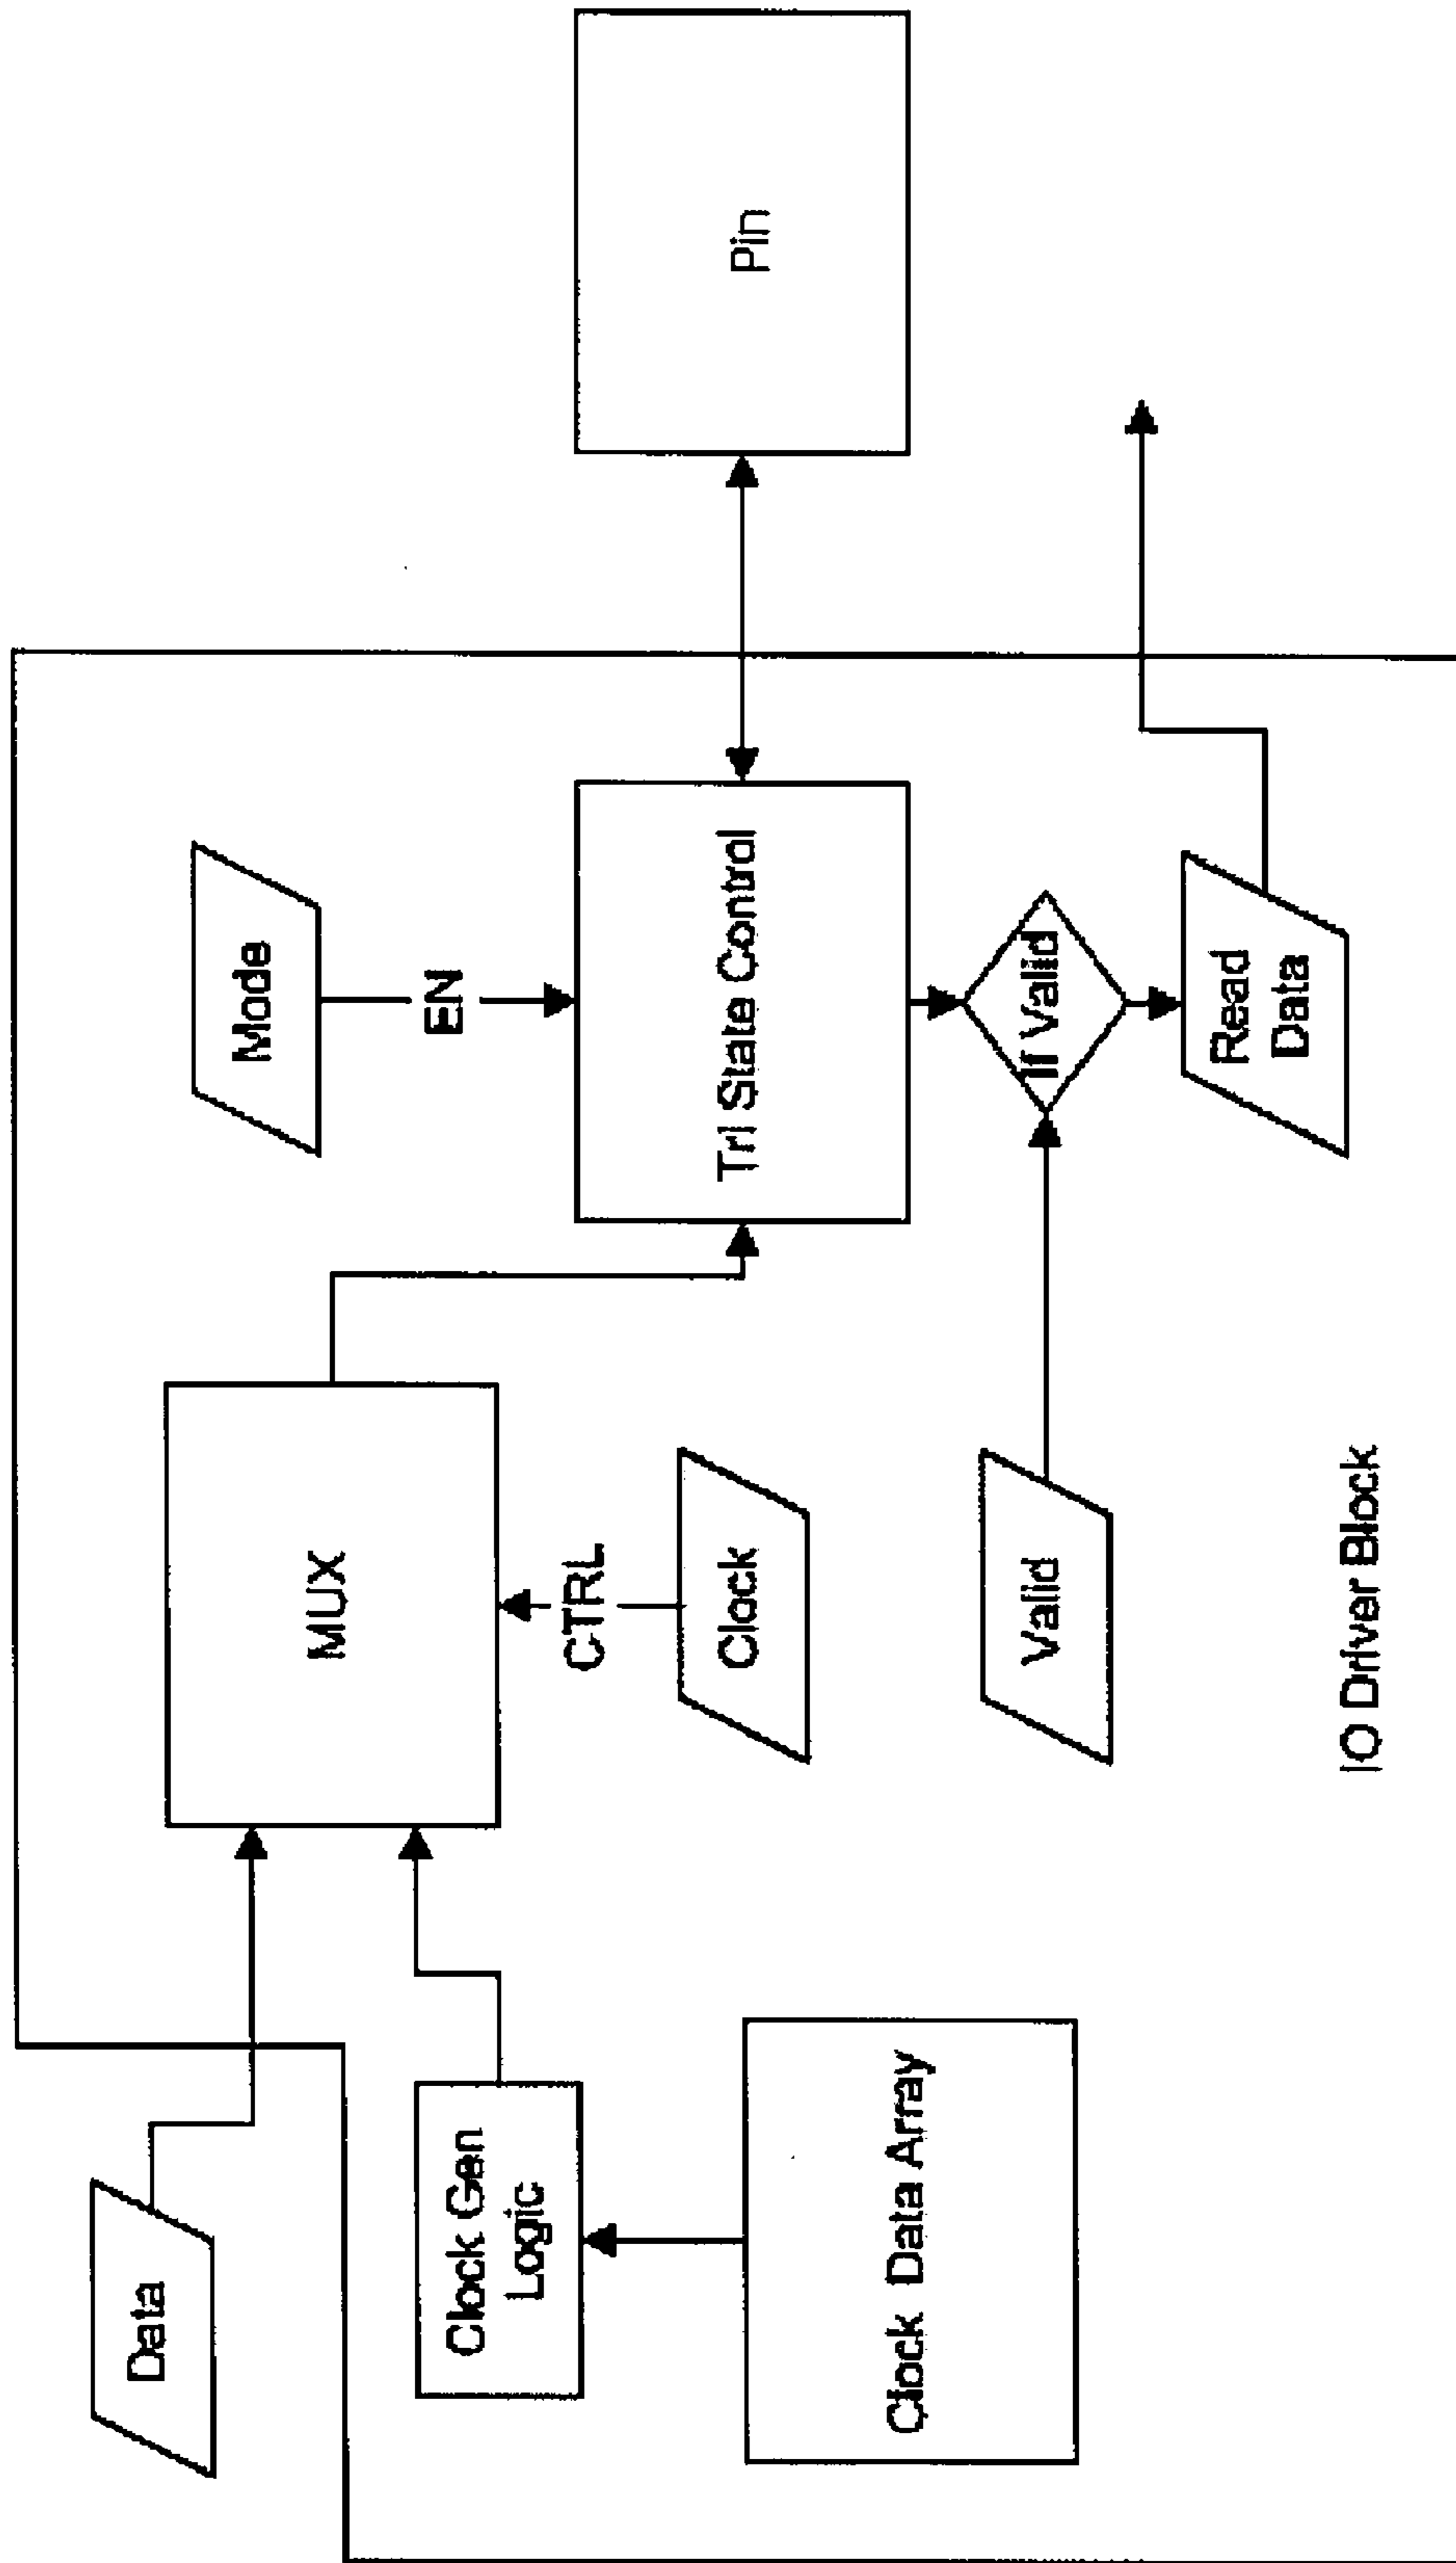 Data
Clock Gen
Logic
Clock Data Array
MUX
CTRL
Clock
Valid
Mode
EN
Tri State Control
If Valid
Read
Data
Pin
IO Driver Block